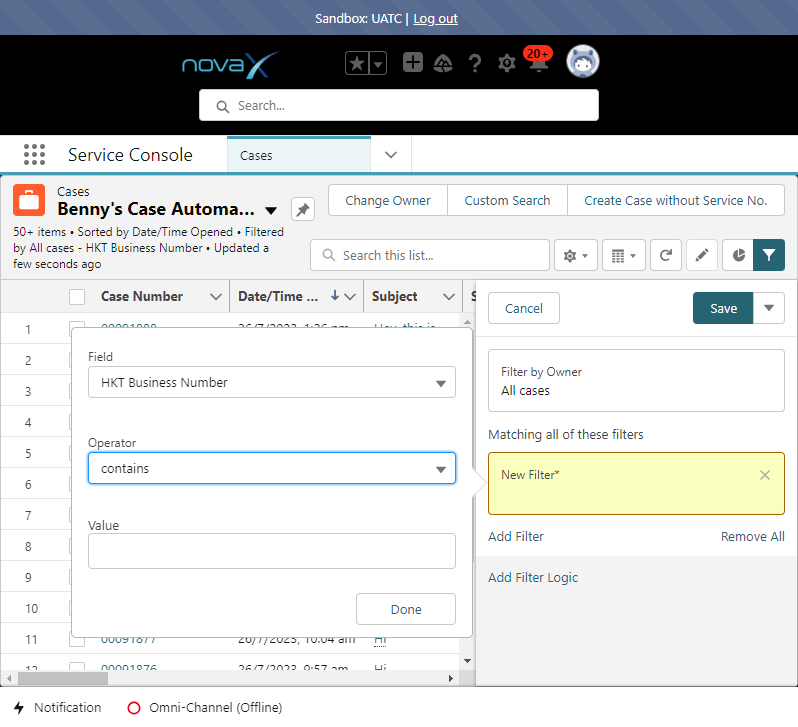 Sandbox: UATC | Log out
novaX
20+
Search...
Service Console
Cases
Cases
Benny's Case Automa...
50+ items • Sorted by Date/Time Opened • Filtered
by All cases - HKT Business Number • Updated a
few seconds ago
Change Owner
Custom Search
Create Case without Service No.
Search this list...
Case Number
Date/Time ...
Subject
Cancel
Save
1
00091880
26/7/2023, 1:26 pm
Hey, this is
2
3
4
5
6
7
8
9
10
11
00091877
26/7/2023, 10:04 am
Hi
12
00091876
26/7/2023, 9:57 am
Hi
Field
HKT Business Number
Operator
contains
Value
Done
Filter by Owner
All cases
Matching all of these filters
New Filter*
Add Filter
Remove All
Add Filter Logic
Notification
Omni-Channel (Offline)